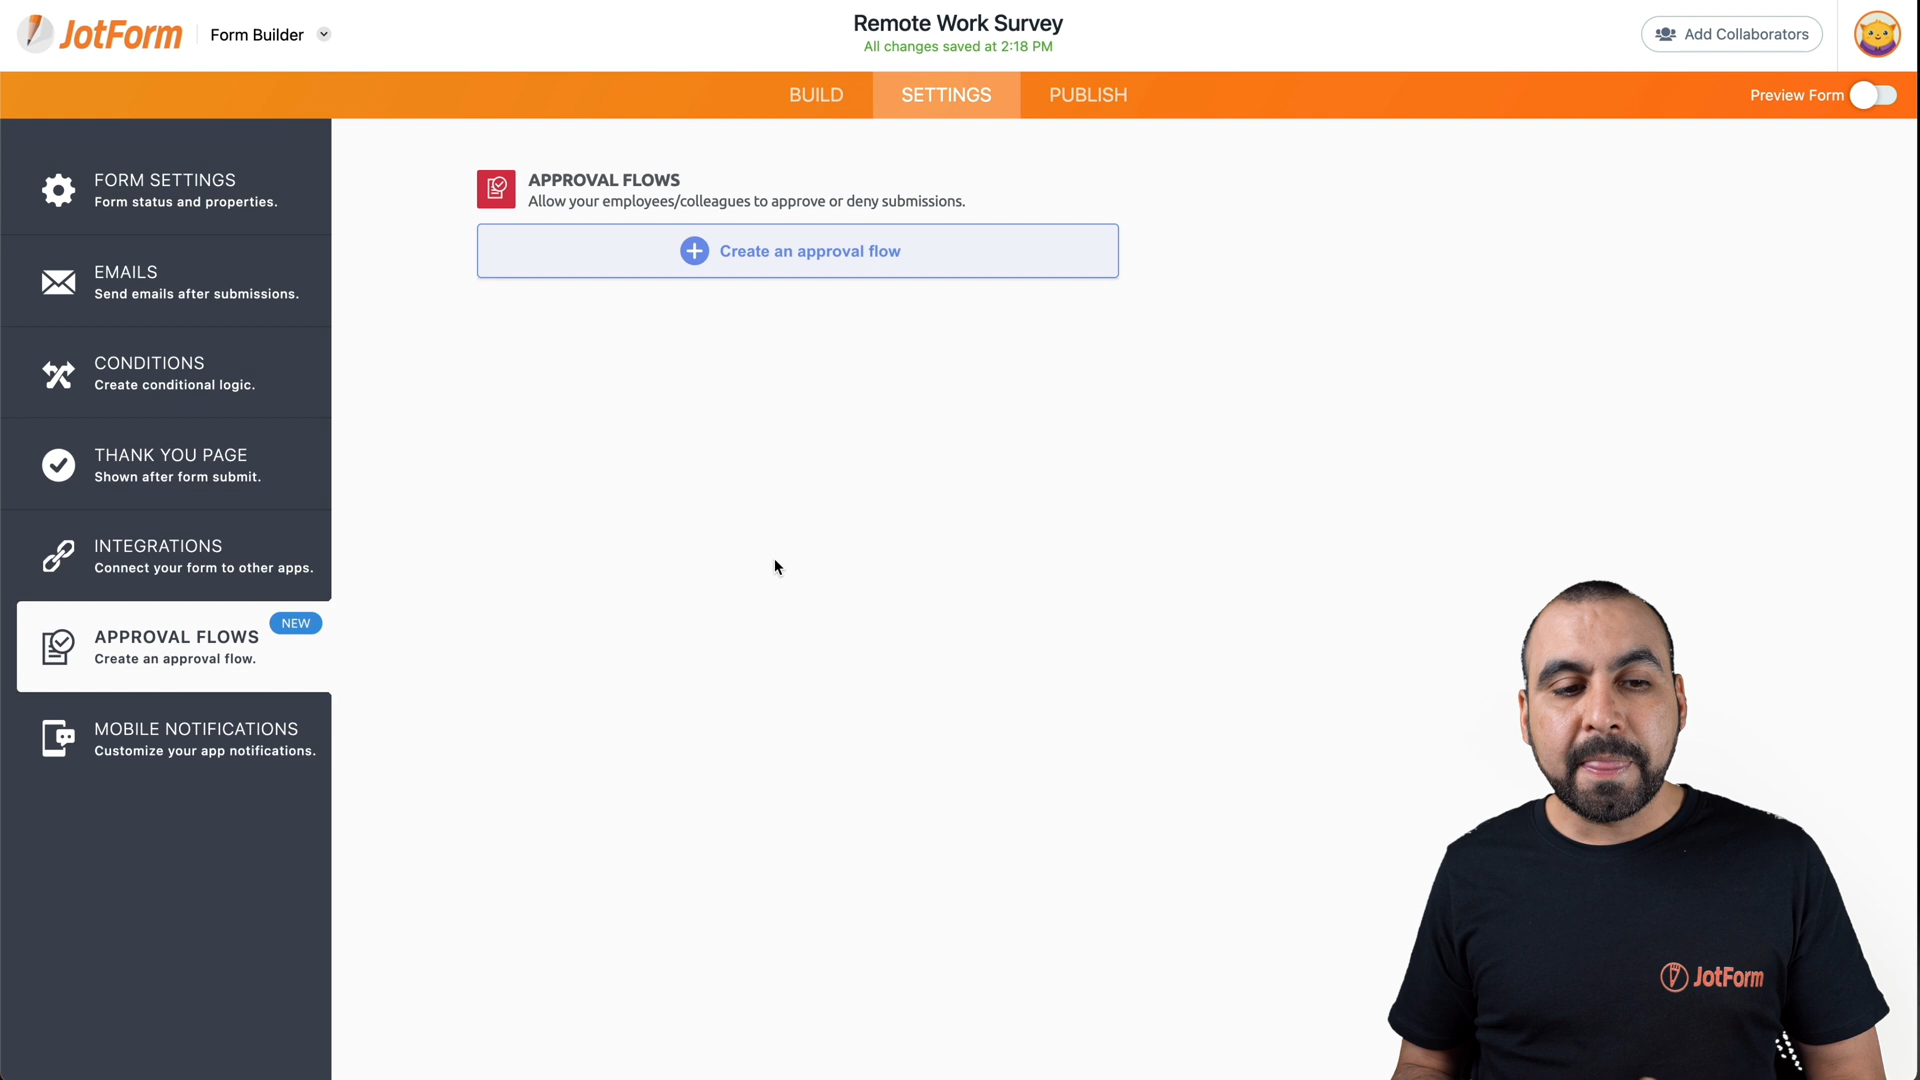 JotForm
Form Builder
Remote Work Survey
All changes saved at 2:18 PM
Add Collaborators
BUILD
SETTINGS
PUBLISH
Preview Form
FORM SETTINGS
Form status and properties.
EMAILS
Send emails after submissions.
CONDITIONS
Create conditional logic.
THANK YOU PAGE
Shown after form submit.
INTEGRATIONS
Connect your form to other apps.
APPROVAL FLOWS
NEW
Create an approval flow.
MOBILE NOTIFICATIONS
Customize your app notifications.
APPROVAL FLOWS
Allow your employees/colleagues to approve or deny submissions.
Create an approval flow
JotForm